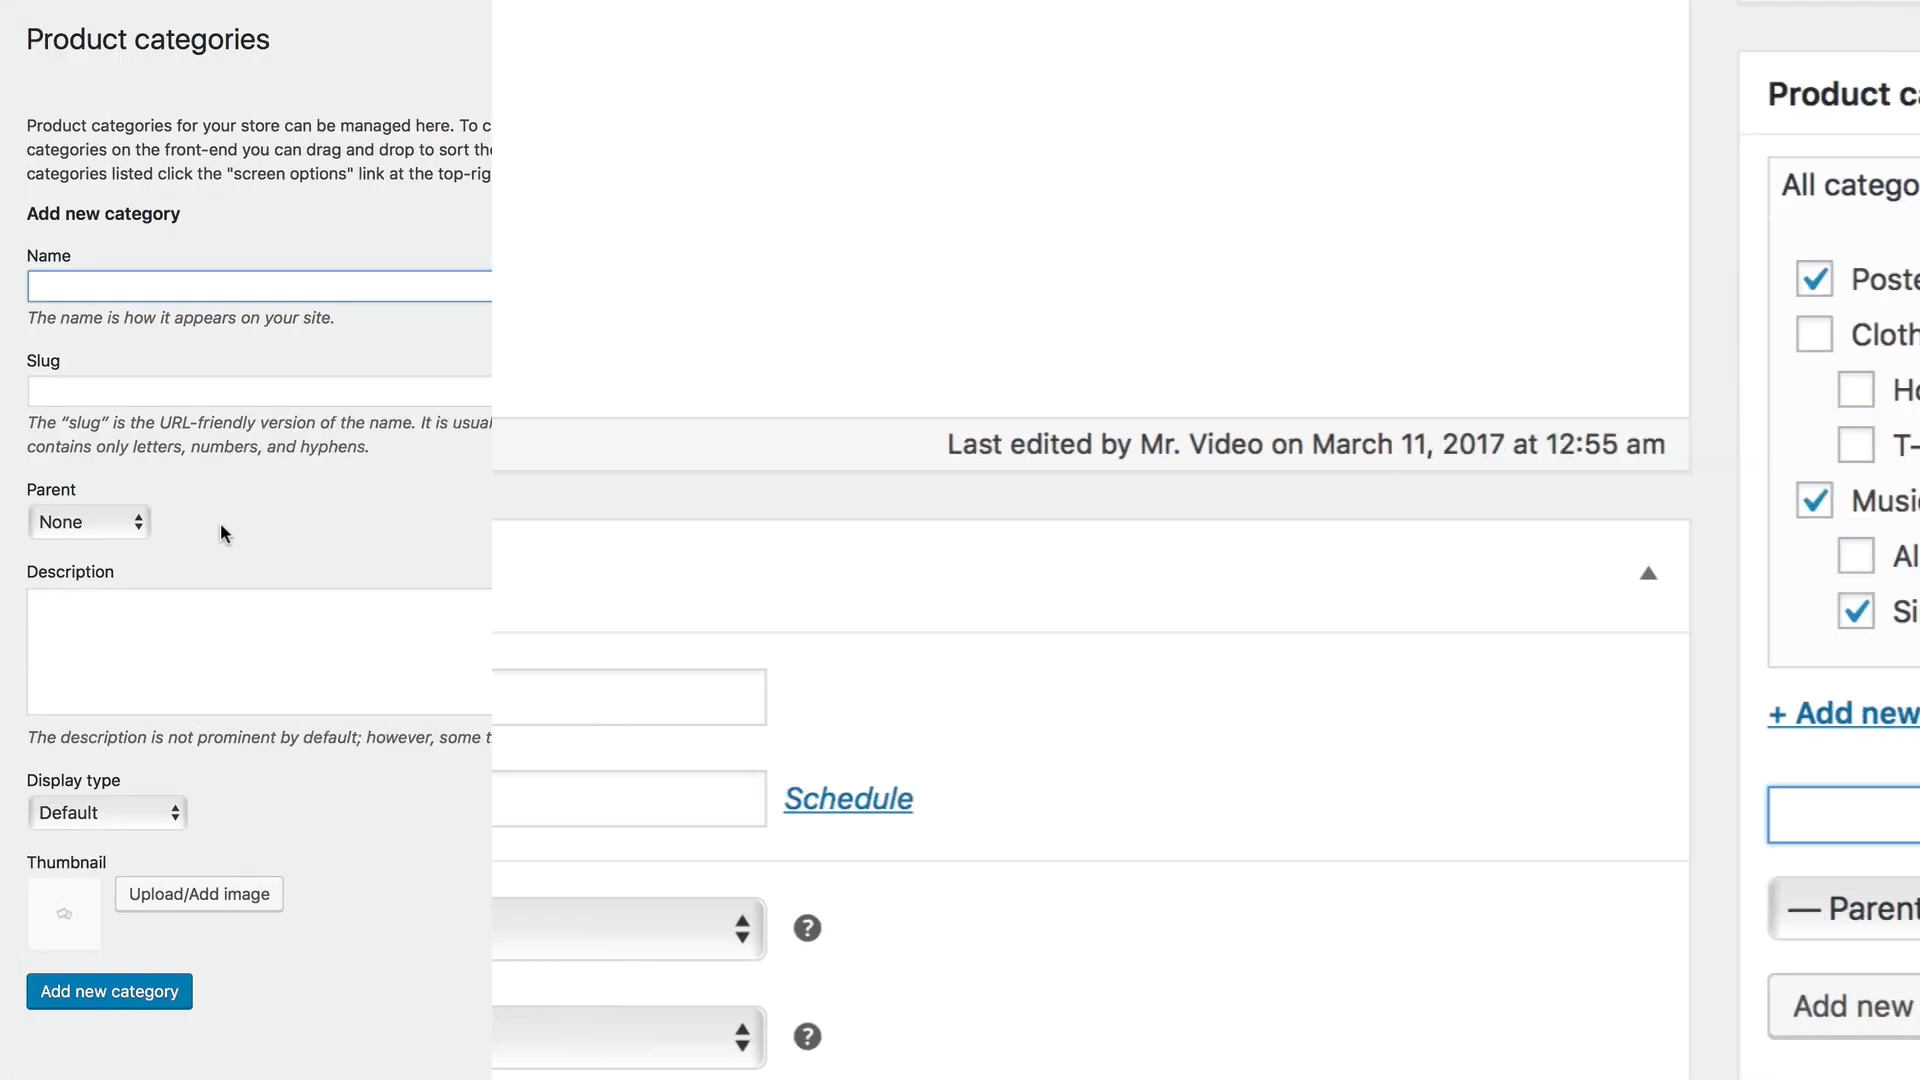 Product categories
Product categories for your store can be managed here. To c
categories on the front-end you can drag and drop to sort the
categories listed click the "screen options" link at the top-rig
Add new category
Name
The name is how it appears on your site.
Slug
The “slug” is the URL-friendly version of the name. It is usual
contains only letters, numbers, and hyphens.
Parent
None
Description
The description is not prominent by default; however, some t
Display type
Default
Thumbnail
Upload/Add image
Add new category
Last edited by Mr. Video on March 11, 2017 at 12:55 am
Schedule
?
?
Product ca
All catego
Poste
Cloth
Ho
T-
Music
Al
Si
+ Add new
— Parent
Add new